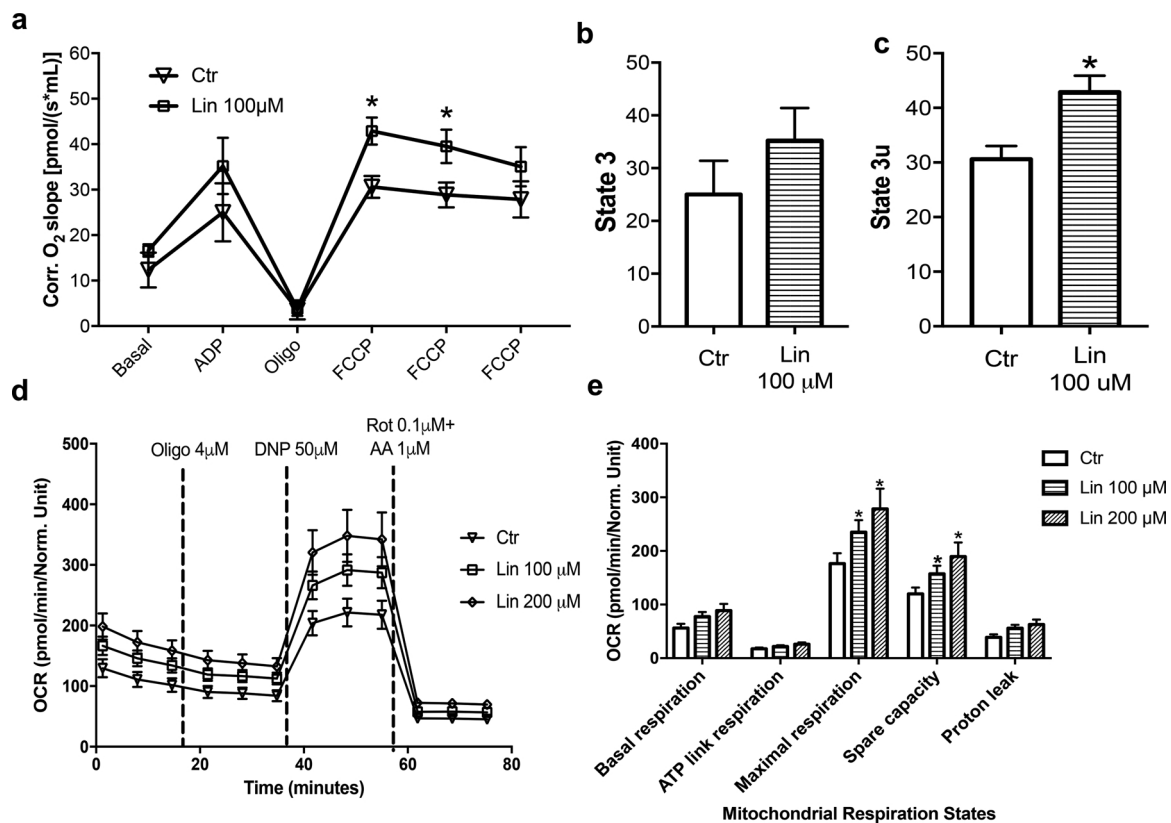 a
Corr. O2 slope [pmol/(s*mL)]
60
50
40
30
20
10
0
Ctr
Lin 100μM
*
*
Basal
ADP
Oligo
FCCP
FCCP
FCCP
b
State 3
50
40
30
20
Ctr
Lin
100 μM
c
State 3u
50
40
30
20
10
0
*
Ctr
Lin
100 uM
d
OCR (pmol/min/Norm. Unit)
500
400
300
200
100
0
Oligo 4μM
DNP 50μM
Rot 0.1μM+
AA 1μM
Ctr
Lin 100 μM
Lin 200 μM
0
20
40
60
80
Time (minutes)
e
OCR (pmol/min/Norm. Unit)
400
300
200
100
0
Ctr
Lin 100 μM
Lin 200 μM
*
*
*
*
Basal respiration
ATP link respiration
Maximal respiration
Spare capacity
Proton leak
Mitochondrial Respiration States